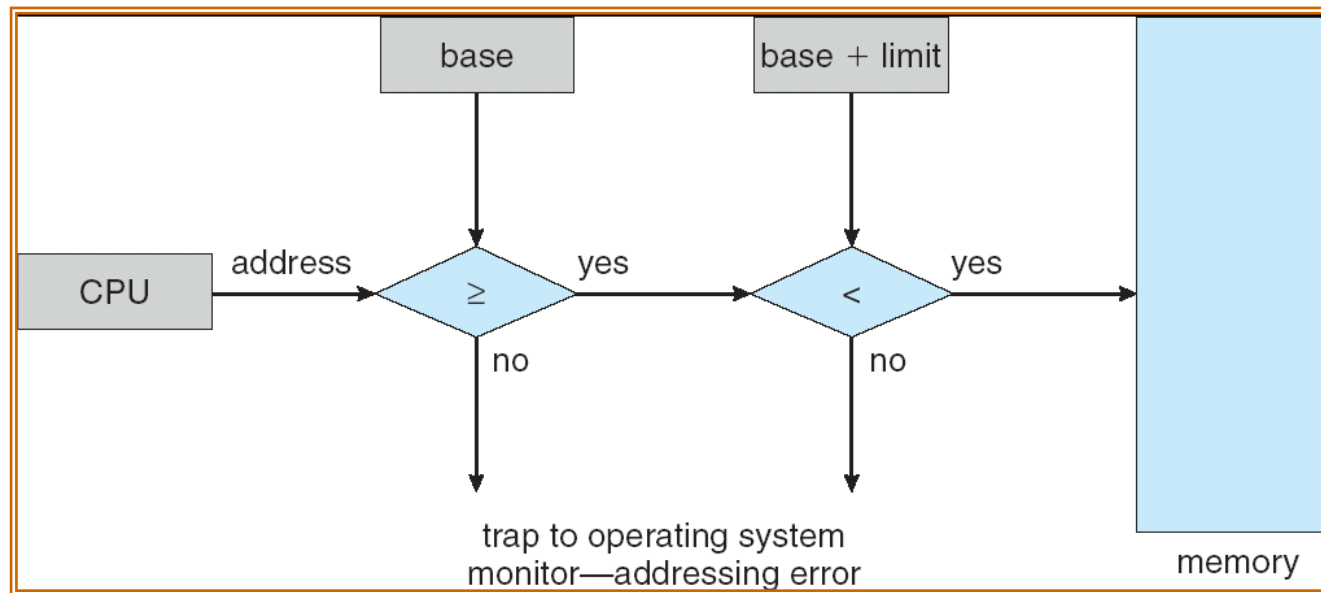 base
base + limit
CPU
address
≥
yes
<
yes
no
no
trap to operating system
monitor—addressing error
memory